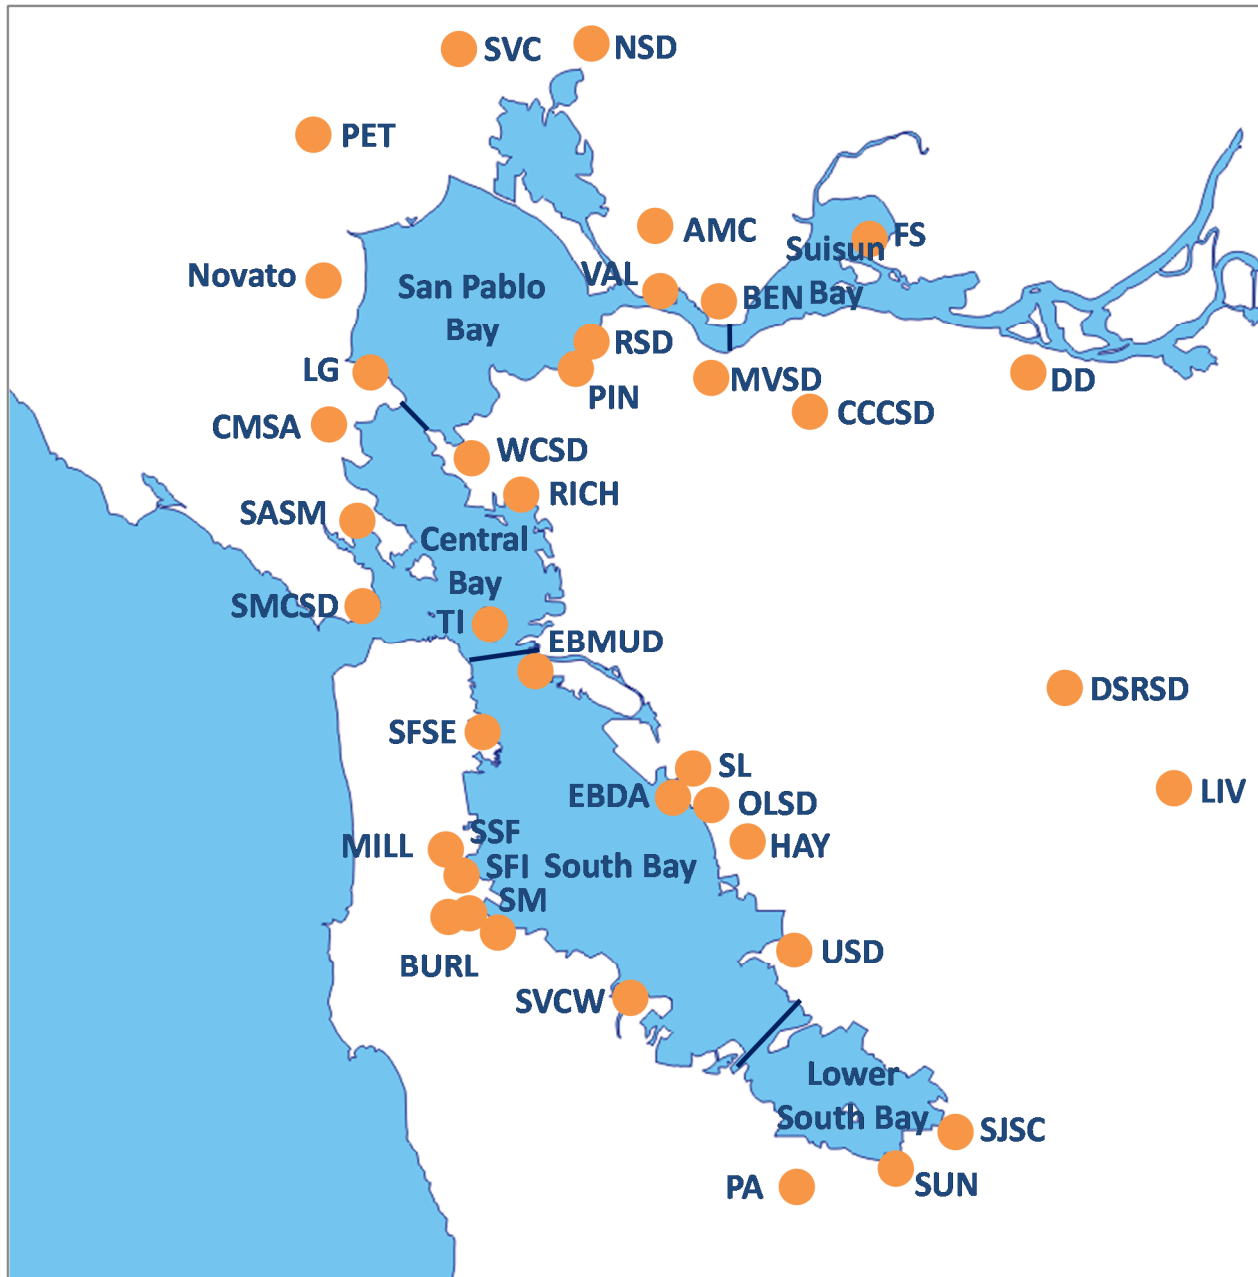 SVC
NSD
PET
AMC
FS
Suisun
Bay
Novato
San Pablo
Bay
VAL
BEN
RSD
LG
PIN
MVSD
DD
CMSA
CCCSD
WCSD
RICH
SASM
Central
Bay
SMCSD
TI
EBMUD
DSRSD
SFSE
SL
EBDA
OLSD
LIV
MILL
SSF
HAY
SFI
South Bay
SM
BURL
USD
SVCW
Lower
South Bay
SJSC
PA
SUN